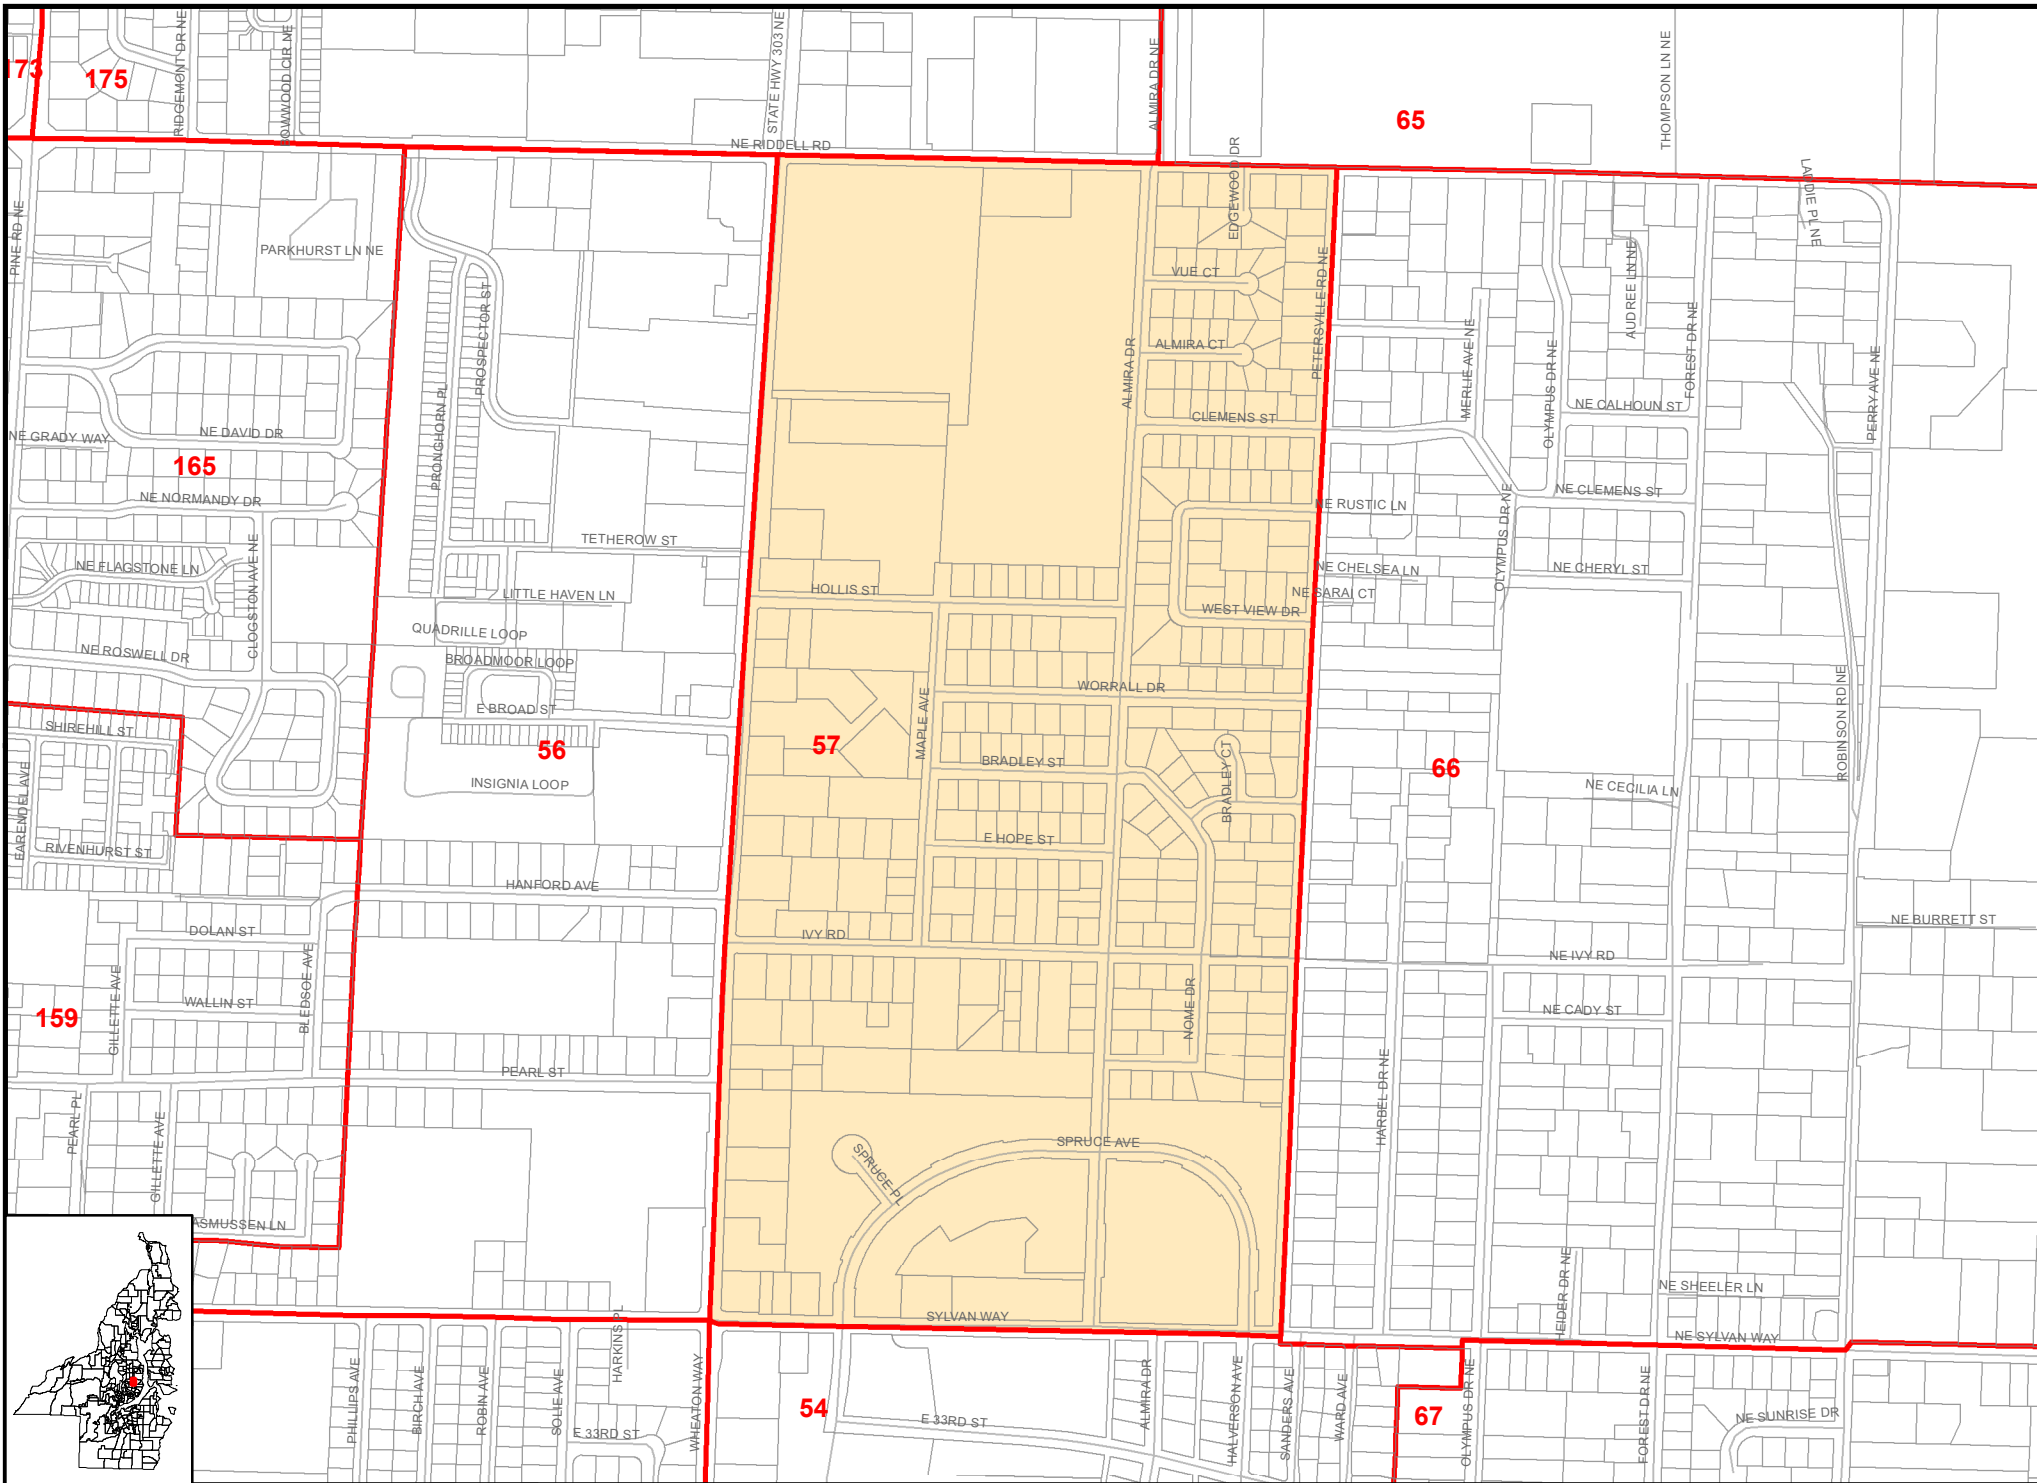 173
175
RIDGEMONT DR NE
BOWWOOD CIR NE
STATE HWY 303 NE
ALMIRA DR NE
65
THOMPSON LN NE
NE RIDDELL RD
EDGEWOOD DR
LADDIE PL NE
PINE RD NE
PARKHURST LN NE
VUE CT
PETERSVILLE RD NE
AUDREE LN NE
PROSPECTOR ST
ALMIRA CT
ALMIRA DR
MERLIE AVE NE
OLYMPUS DR NE
FOREST DR NE
PERRY AVE NE
PRONGHORN PL
CLEMENS ST
NE CALHOUN ST
NE GRADY WAY
NE DAVID DR
165
NE NORMANDY DR
NE RUSTIC LN
OLYMPUS DR NE
NE CLEMENS ST
TETHEROW ST
NE FLAGSTONE LN
CLOGSTON AVE NE
NE CHELSEA LN
NE CHERYL ST
LITTLE HAVEN LN
HOLLIS ST
NE SARAI CT
WEST VIEW DR
QUADRILLE LOOP
NE ROSWELL DR
BROADMOOR LOOP
WORRALL DR
MAPLE AVE
ROBINSON RD NE
E BROAD ST
SHIREHILL ST
56
57
BRADLEY ST
BRADLEY CT
66
INSIGNIA LOOP
NE CECILIA LN
EARENDEL AVE
RIVENHURST ST
E HOPE ST
HANFORD AVE
DOLAN ST
IVY RD
NE BURRETT ST
NE IVY RD
BLEDSOE AVE
GILLETTE AVE
WALLIN ST
159
NOME DR
NE CADY ST
PEARL ST
HARBEL DR NE
PEARL PL
GILLETTE AVE
SPRUCE AVE
SPRUCE PL
ASMUSSEN LN
HEIDER DR NE
NE SHEELER LN
SYLVAN WAY
NE SYLVAN WAY
HARKINS PL
PHILLIPS AVE
BIRCH AVE
ROBIN AVE
SOLIE AVE
WHEATON WAY
54
ALMIRA DR
HALVERSON AVE
SANDERS AVE
WARD AVE
67
OLYMPUS DR NE
FOREST DR NE
NE SUNRISE DR
E 33RD ST
E 33RD ST